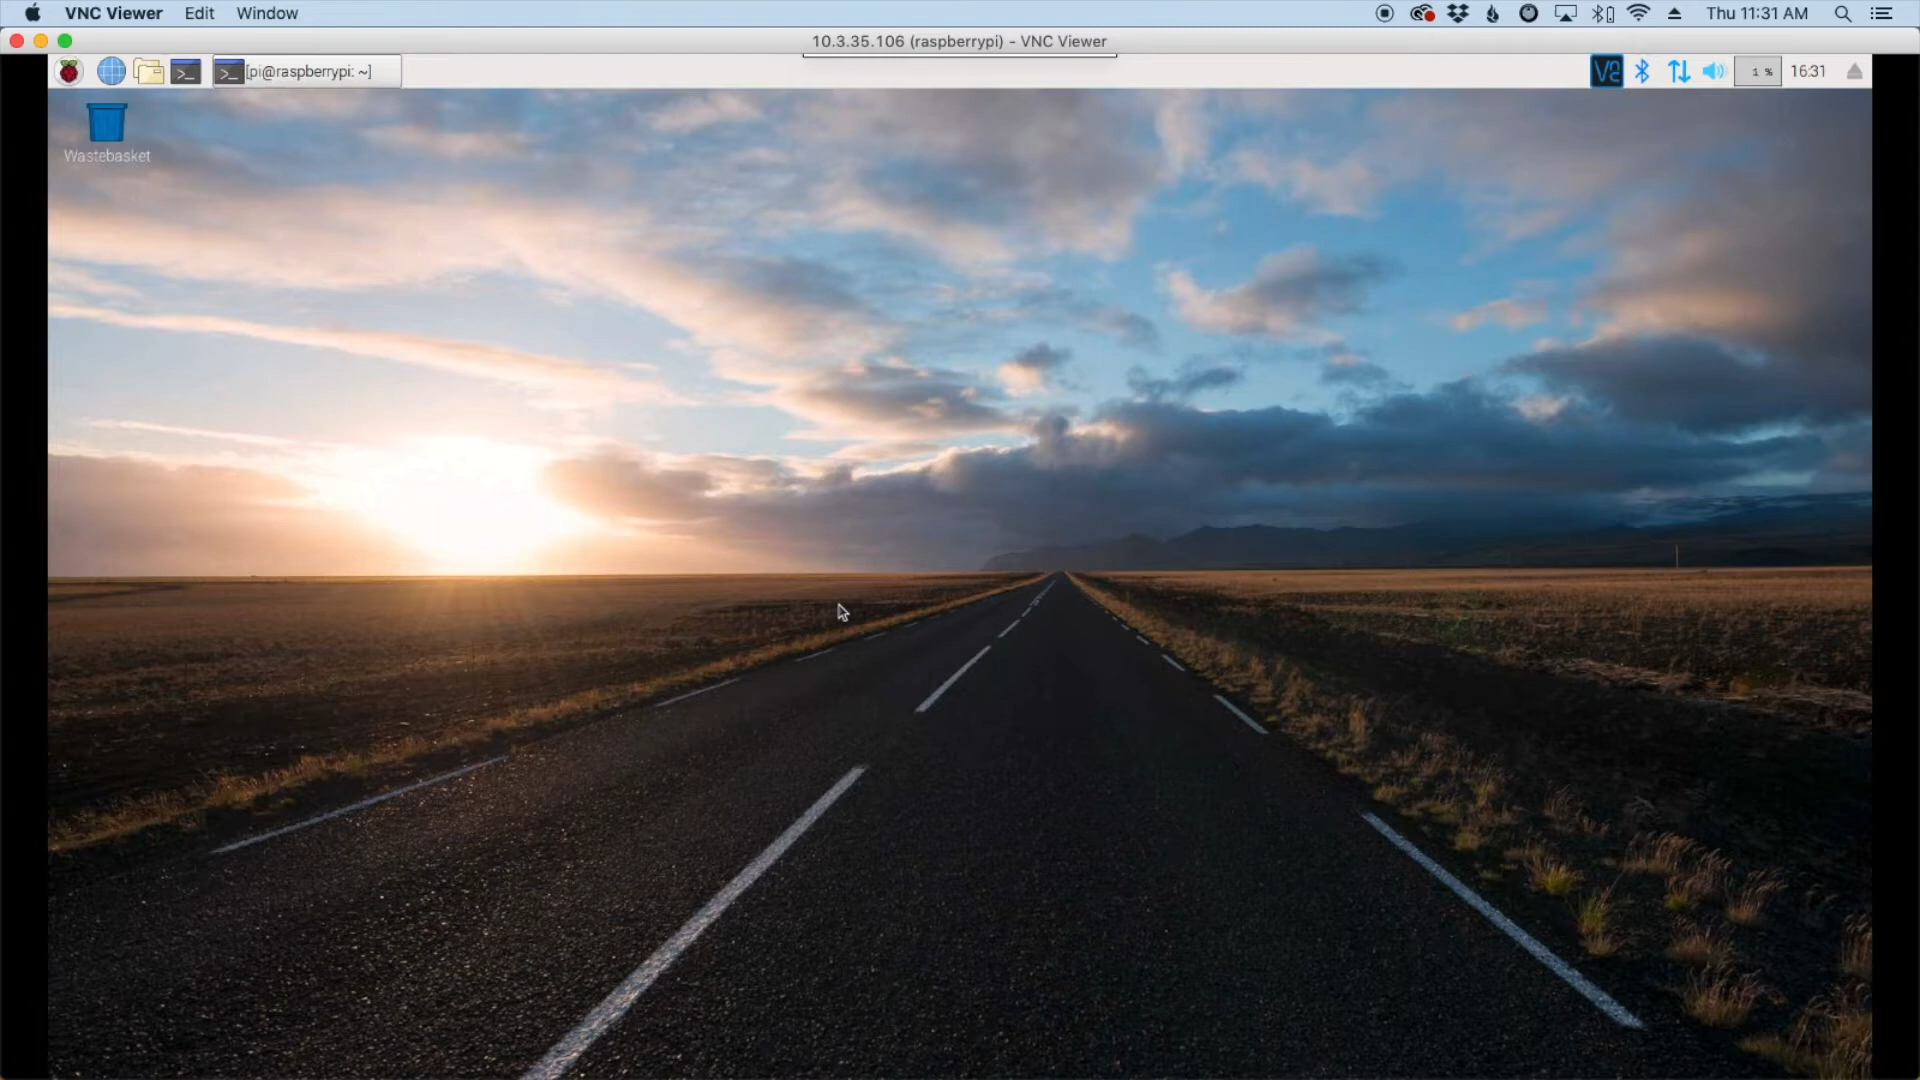 VNC Viewer Edit Window Thu 11:31 AM
10.3.35.106 (raspberrypi) - VNC Viewer
[pi@raspberrypi: ~] 1 % 16:31
Wastebasket